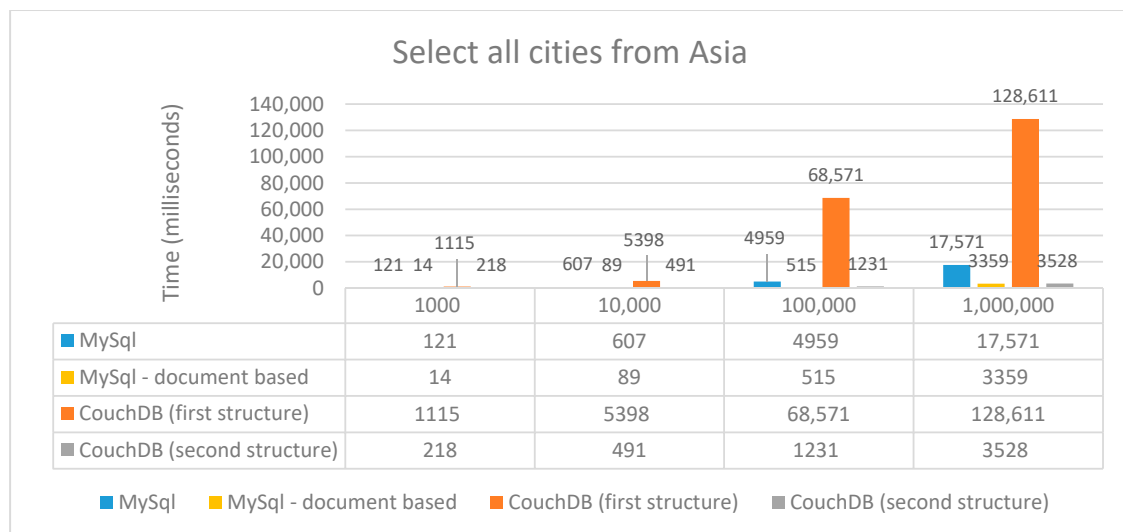 Select all cities from Asia
Time (milliseconds)
140,000
120,000
100,000
80,000
60,000
40,000
20,000
0
128,611
68,571
1115
5398
4959
17,571
121 14 218
607 89 491
515 1231
3359 3528
1000 10,000 100,000 1,000,000
MySql 121 607 4959 17,571
MySql - document based 14 89 515 3359
CouchDB (first structure) 1115 5398 68,571 128,611
CouchDB (second structure) 218 491 1231 3528
MySql MySql - document based CouchDB (first structure) CouchDB (second structure)